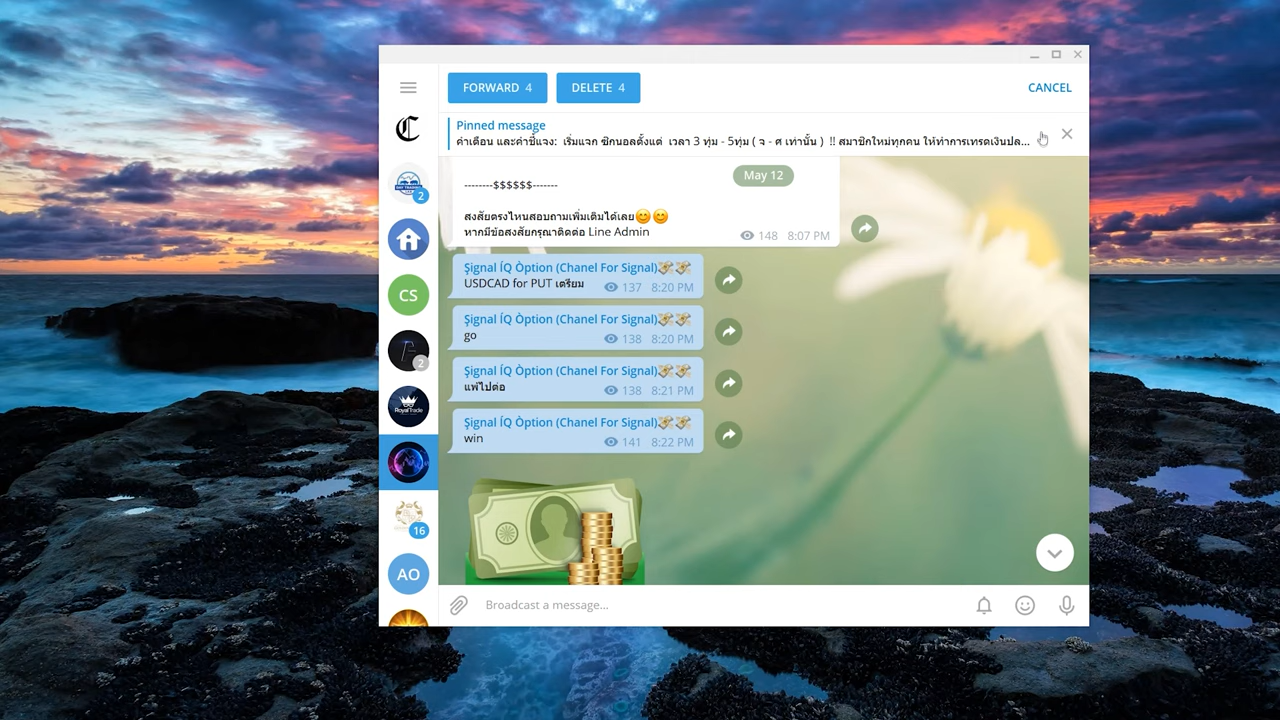 FORWARD 4
DELETE 4
CANCEL
Pinned message
คำเตือน และคำชี้แจง: เริ่มแจก ซิกนอลตั้งแต่ เวลา 3 ทุ่ม - 5ทุ่ม ( จ - ศ เท่านั้น ) !! สมาชิกใหม่ทุกคน ให้ทำการเทรดเงินปล...
May 12
--------$$$$$$-------
สงสัยตรงไหนสอบถามเพิ่มเติมได้เลย😊😊
หากมีข้อสงสัยกรุณาติดต่อ Line Admin
148 8:07 PM
Şignal ÍQ Òption (Chanel For Signal)💸💸
USDCAD for PUT เตรียม
137 8:20 PM
Şignal ÍQ Òption (Chanel For Signal)💸💸
go
138 8:20 PM
Şignal ÍQ Òption (Chanel For Signal)💸💸
แพ้ไปต่อ
138 8:21 PM
Şignal ÍQ Òption (Chanel For Signal)💸💸
win
141 8:22 PM
Broadcast a message...
C
DAY TRADING
2
CS
2
RoyalTrade
16
AO